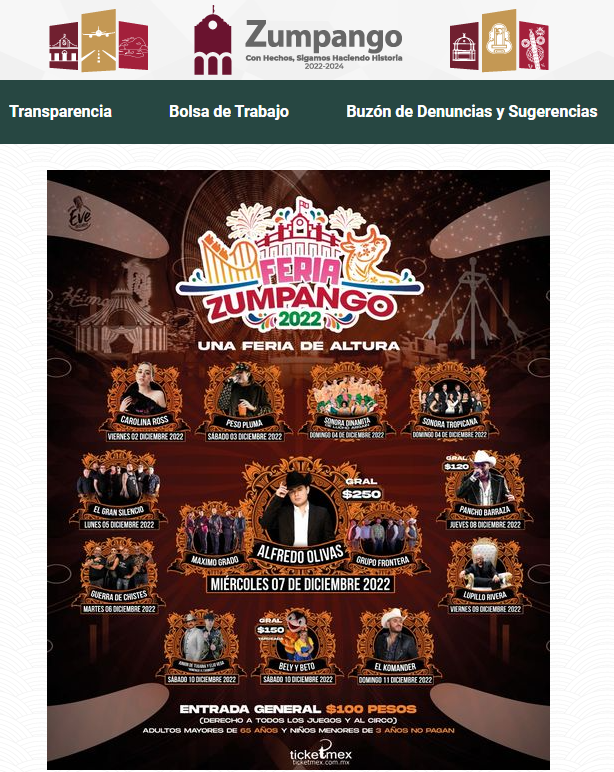 Zumpango
Con Hechos, Sigamos Haciendo Historia
2022-2024
Transparencia
Bolsa de Trabajo
Buzón de Denuncias y Sugerencias
Eve
FERIA
ZUMPANGO
2022
UNA FERIA DE ALTURA
CAROLINA ROSS
VIERNES 02 DICIEMBRE 2022
PESO PLUMA
SÁBADO 03 DICIEMBRE 2022
SONORA DINAMITA
DOMINGO 04 DE DICIEMBRE 2022
SONORA TROPICANA
DOMINGO 04 DE DICIEMBRE 2022
EL GRAN SILENCIO
LUNES 05 DICIEMBRE 2022
GRAL
$120
PANCHO BARRAZA
JUEVES 08 DICIEMBRE 2022
GRAL
$250
MAXIMO GRADO
ALFREDO OLIVAS
GRUPO FRONTERA
MIÉRCOLES 07 DE DICIEMBRE 2022
GUERRA DE CHISTES
MARTES 06 DICIEMBRE 2022
LUPILLO RIVERA
VIERNES 09 DICIEMBRE 2022
SÁBADO 10 DICIEMBRE 2022
GRAL
$150
BELY Y BETO
SÁBADO 10 DICIEMBRE 2022
EL KOMANDER
DOMINGO 11 DICIEMBRE 2022
ENTRADA GENERAL $100 PESOS
(DERECHO A TODOS LOS JUEGOS Y AL CIRCO)
ADULTOS MAYORES DE 65 AÑOS Y NIÑOS MENORES DE 3 AÑOS NO PAGAN
ticketmex
ticketmex.com.mx